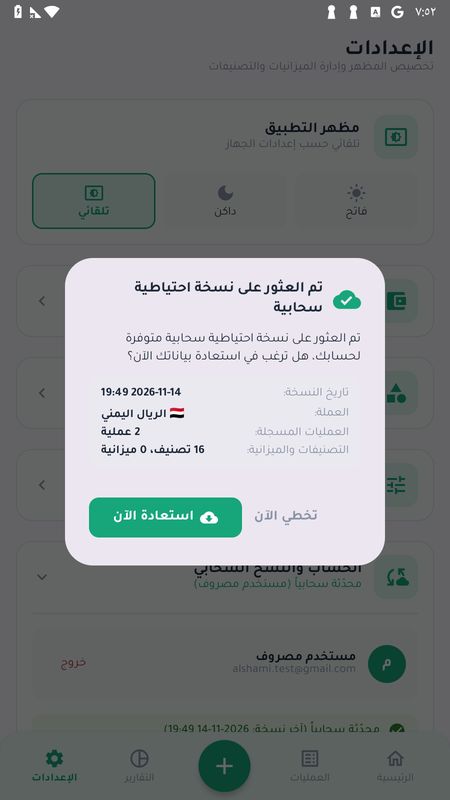 ٧:٥٢
الإعدادات
تخصيص المظهر وإدارة الميزانيات والتصنيفات
مظهر التطبيق
تلقائي حسب إعدادات الجهاز
فاتح
داكن
تلقائي
تم العثور على نسخة احتياطية
سحابية
تم العثور على نسخة احتياطية سحابية متوفرة
لحسابك، هل ترغب في استعادة بياناتك الآن؟
تاريخ النسخة: 2026-11-14 19:49
العملة: 🇾🇪 الريال اليمني
العمليات المسجلة: 2 عملية
التصنيفات والميزانية: 16 تصنيف، 0 ميزانية
تخطي الآن
استعادة الآن
الحساب والنسخ السحابي
محدّثة سحابياً (مستخدم مصروف)
م
مستخدم مصروف
alshami.test@gmail.com
خروج
محدّثة سحابياً (آخر نسخة: 2026-11-14 19:49)
الرئيسية
العمليات
التقارير
الإعدادات